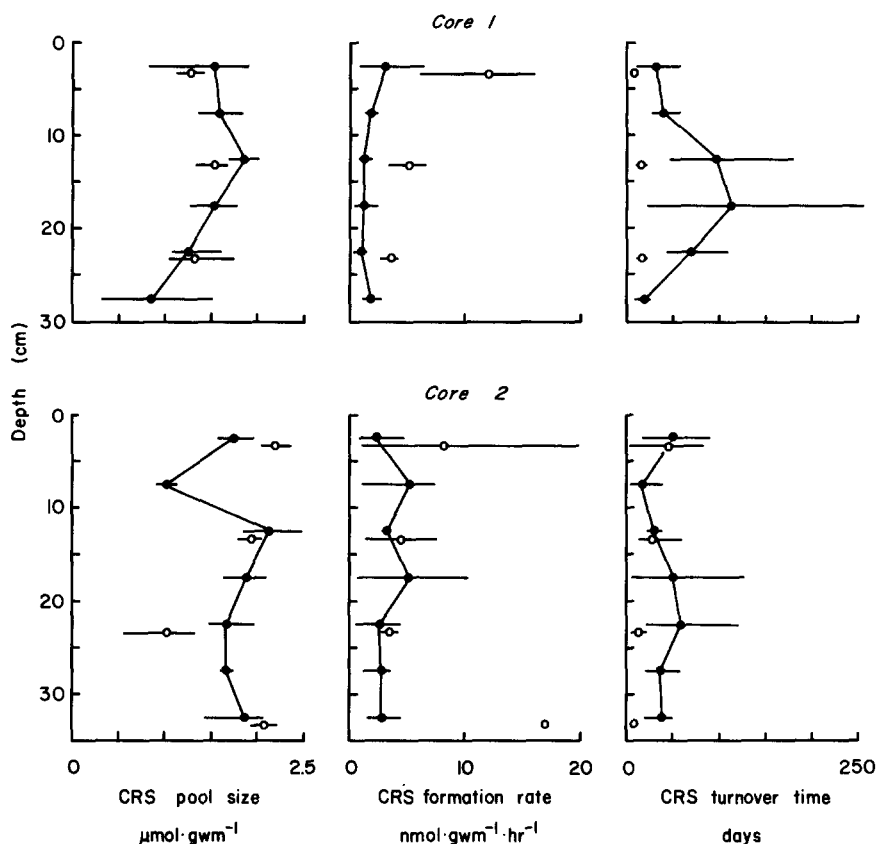 Core 1
0
10
20
30
Depth (cm)
Core 2
0
10
20
30
0 2.5 0 10 20 0 250
CRS pool size CRS formation rate CRS turnover time
μmol·gwm⁻¹ nmol·gwm⁻¹·hr⁻¹ days